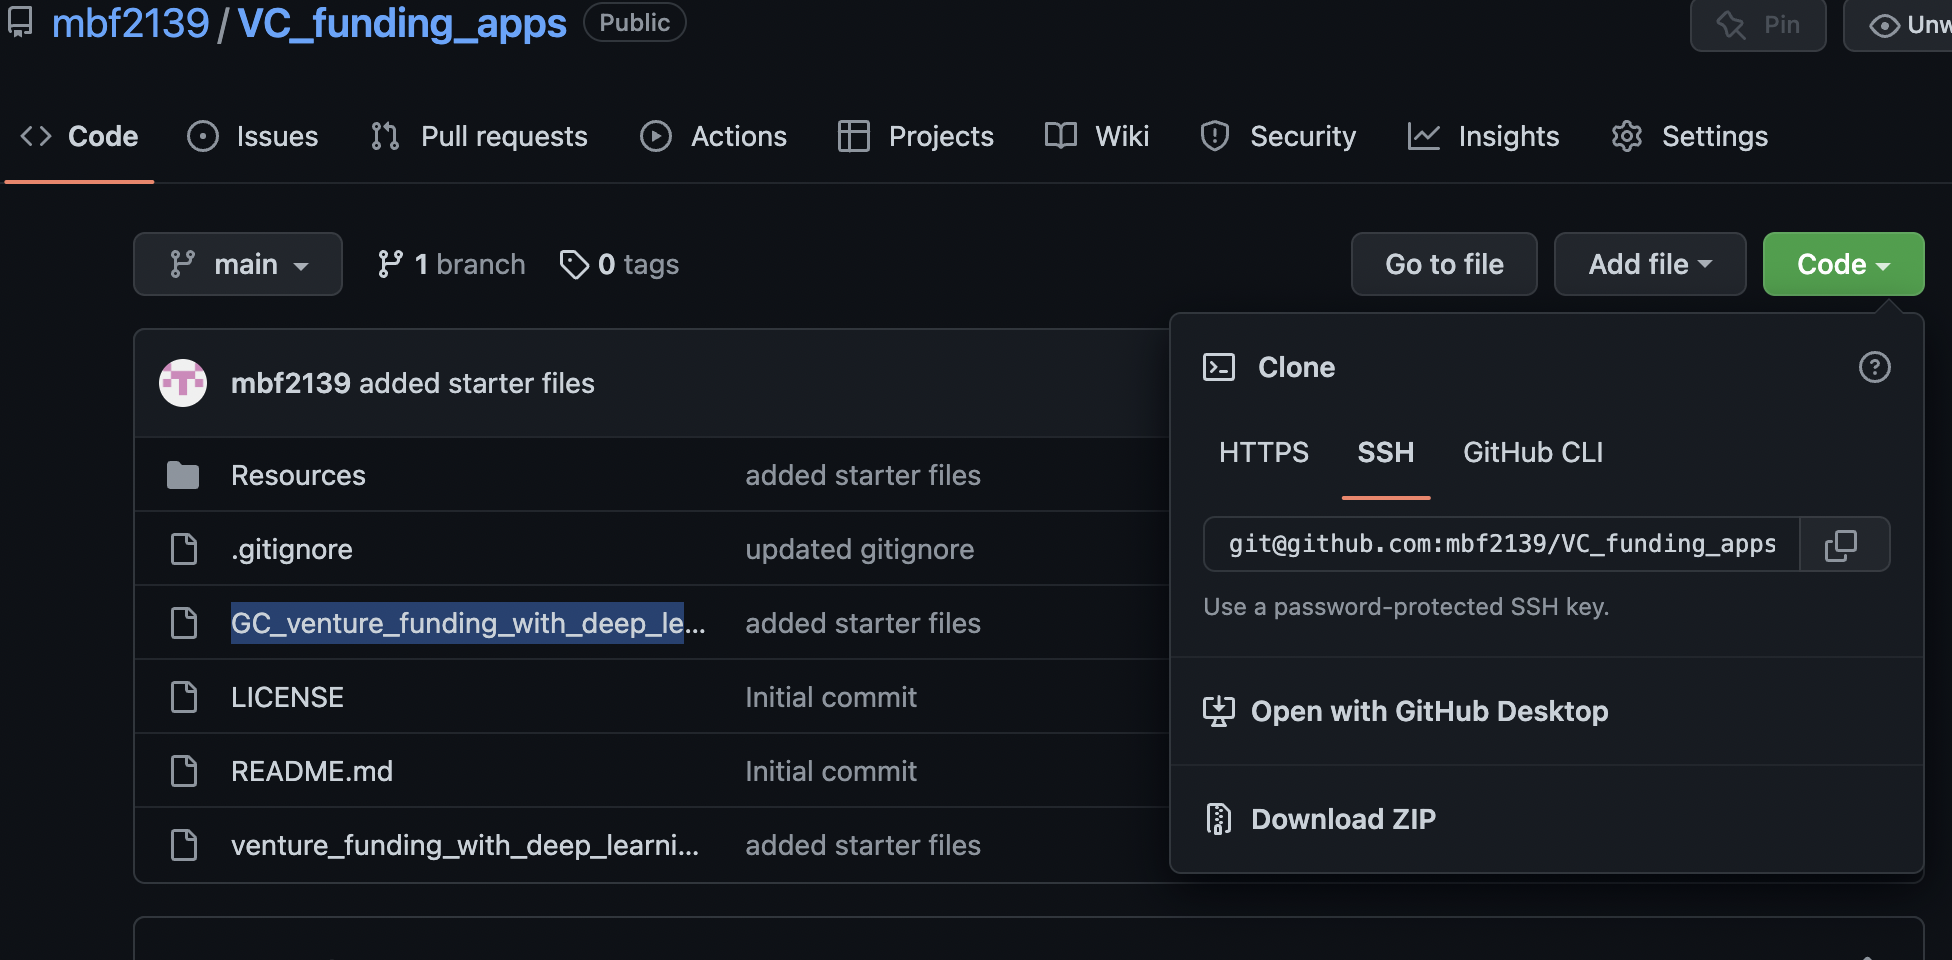 mbf2139 / VC_funding_apps Public
Pin
Unw
Code Issues Pull requests Actions Projects Wiki Security Insights Settings
main 1 branch 0 tags
Go to file Add file Code
mbf2139 added starter files
Resources added starter files
.gitignore updated gitignore
GC_venture_funding_with_deep_le... added starter files
LICENSE Initial commit
README.md Initial commit
venture_funding_with_deep_learni... added starter files
Clone
HTTPS SSH GitHub CLI
git@github.com:mbf2139/VC_funding_apps
Use a password-protected SSH key.
Open with GitHub Desktop
Download ZIP